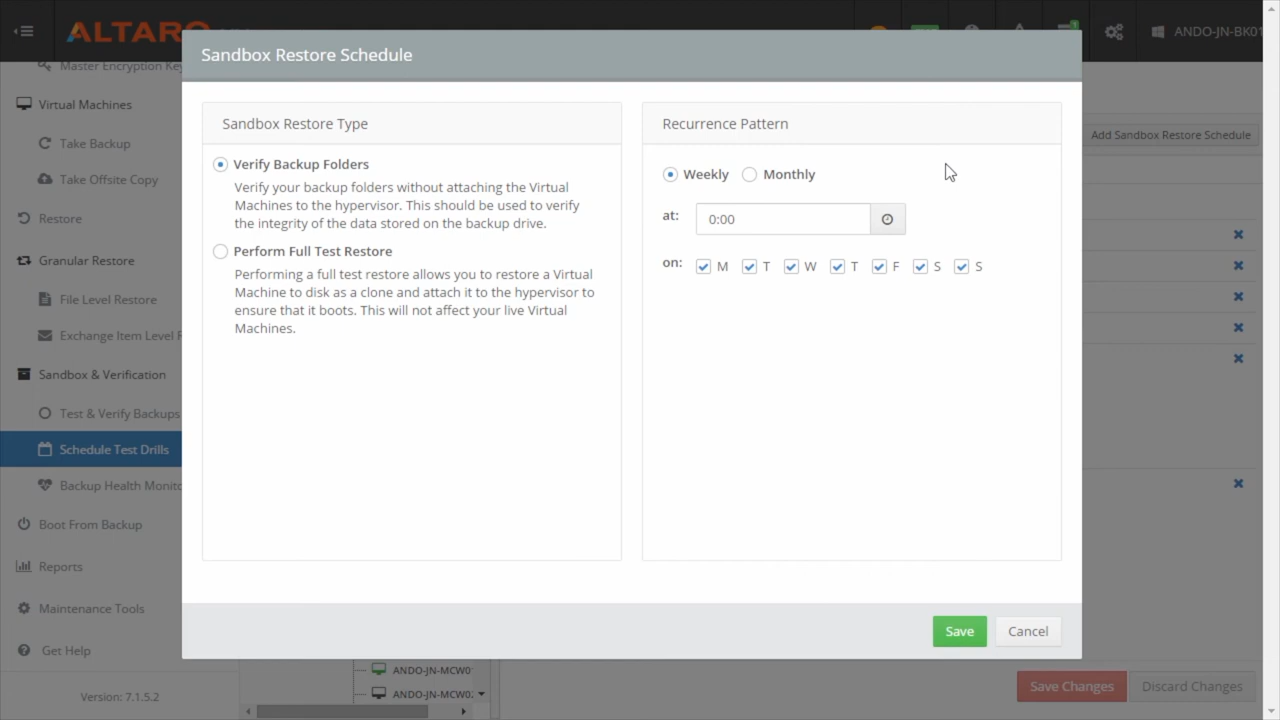 ALTARO
1
ANDO-JN-BK01
Master Encryption Key
Virtual Machines
Take Backup
Take Offsite Copy
Restore
Granular Restore
File Level Restore
Exchange Item Level R
Sandbox & Verification
Test & Verify Backups
Schedule Test Drills
Backup Health Monito
Boot From Backup
Reports
Maintenance Tools
Get Help
Version: 7.1.5.2
Sandbox Restore Schedule
Sandbox Restore Type
Verify Backup Folders
Verify your backup folders without attaching the Virtual
Machines to the hypervisor. This should be used to verify
the integrity of the data stored on the backup drive.
Perform Full Test Restore
Performing a full test restore allows you to restore a Virtual
Machine to disk as a clone and attach it to the hypervisor to
ensure that it boots. This will not affect your live Virtual
Machines.
Recurrence Pattern
Weekly Monthly
at: 0:00
on: M T W T F S S
Save Cancel
Add Sandbox Restore Schedule
ANDO-JN-MCW0
ANDO-JN-MCW0
Save Changes Discard Changes